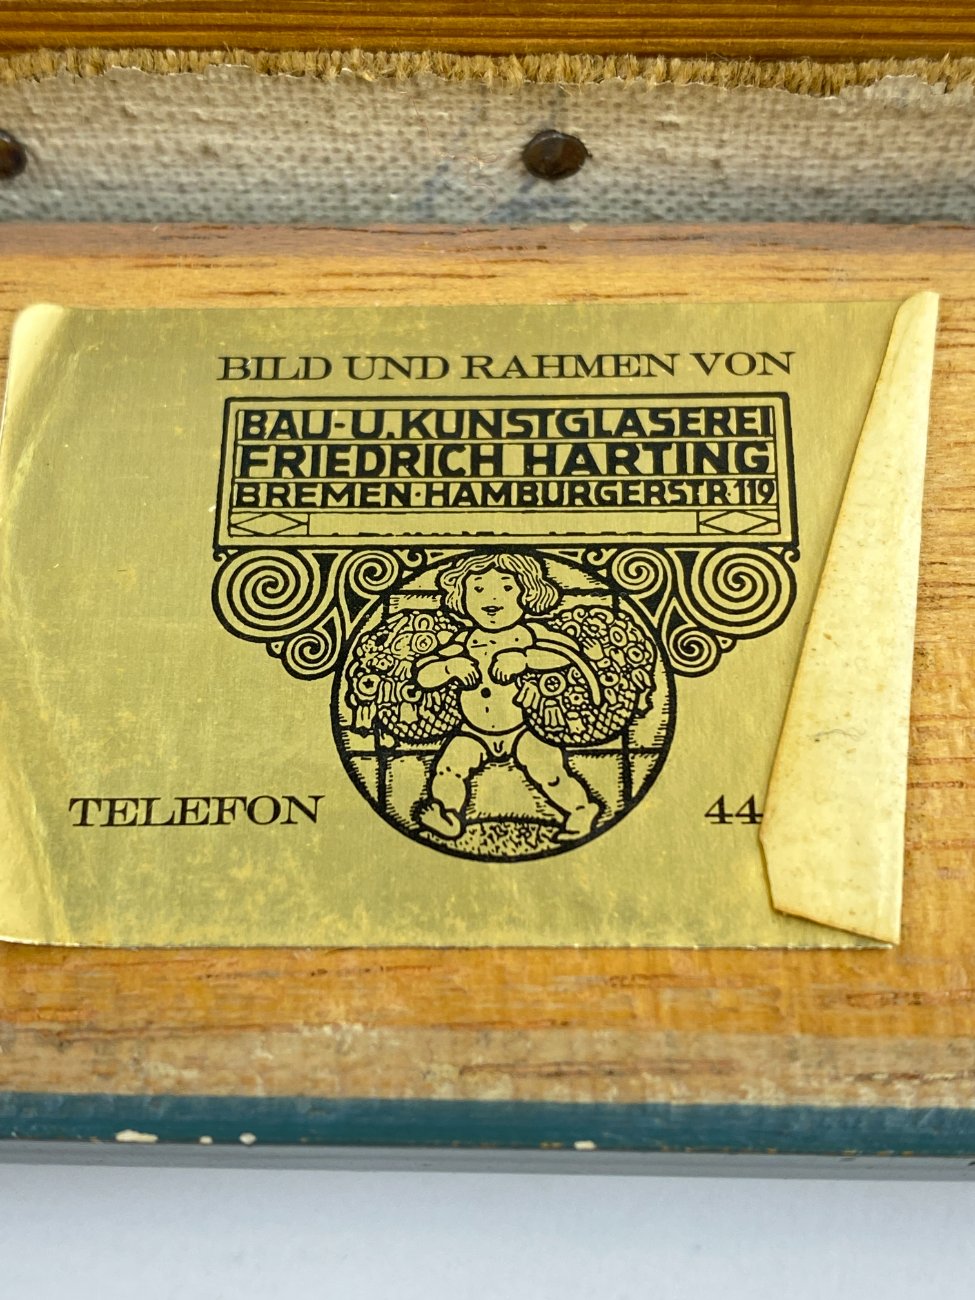 BILD UND RAHMEN VON
BAU-U.KUNSTGLASEREI
FRIEDRICH HARTING
BREMEN·HAMBURGERSTR.119
TELEFON 44